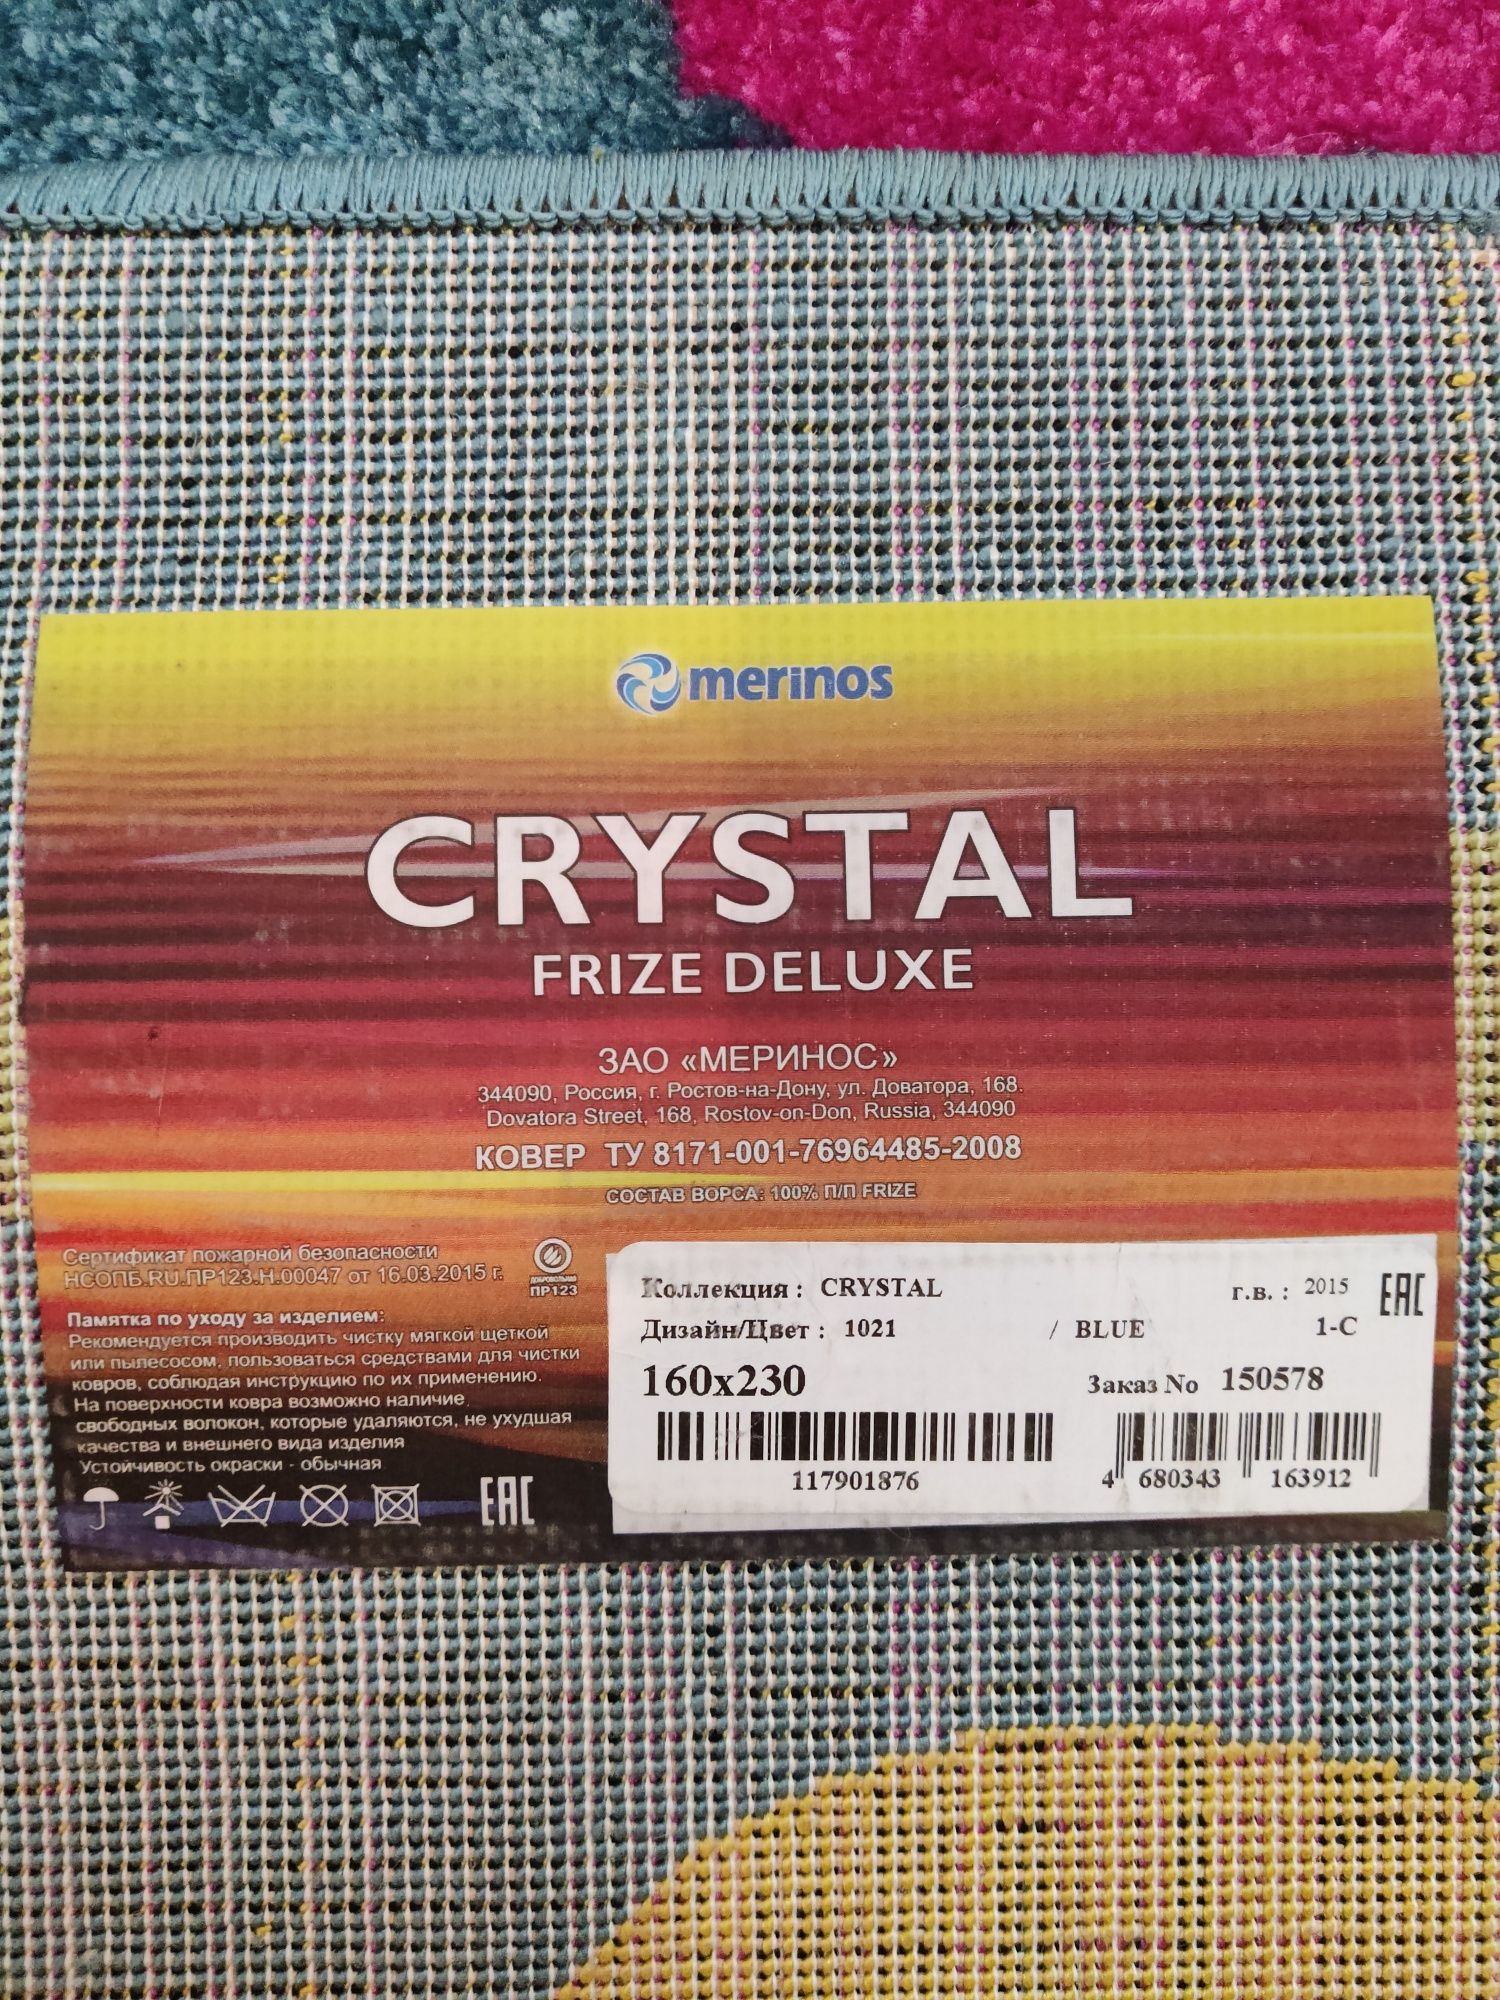 merinos
CRYSTAL
FRIZE DELUXE
ЗАО «МЕРИНОС»
344090, Россия, г. Ростов-на-Дону, ул. Доватора, 168.
Dovatora Street, 168, Rostov-on-Don, Russia, 344090
КОВЕР ТУ 8171-001-76964485-2008
СОСТАВ ВОРСА: 100% П/П FRIZE
Сертификат пожарной безопасности
НСОПБ.RU.ПР123.Н.00047 от 16.03.2015 г.
ДОБРОВОЛЬНАЯ
ПР123
Памятка по уходу за изделием:
Рекомендуется производить чистку мягкой щеткой
или пылесосом, пользоваться средствами для чистки
ковров, соблюдая инструкцию по их применению.
На поверхности ковра возможно наличие
свободных волокон, которые удаляются, не ухудшая
качества и внешнего вида изделия
Устойчивость окраски - обычная
EAC
Коллекция : CRYSTAL г.в. : 2015 EAC
Дизайн/Цвет : 1021 / BLUE 1-C
160x230 Заказ No 150578
117901876 4 680343 163912